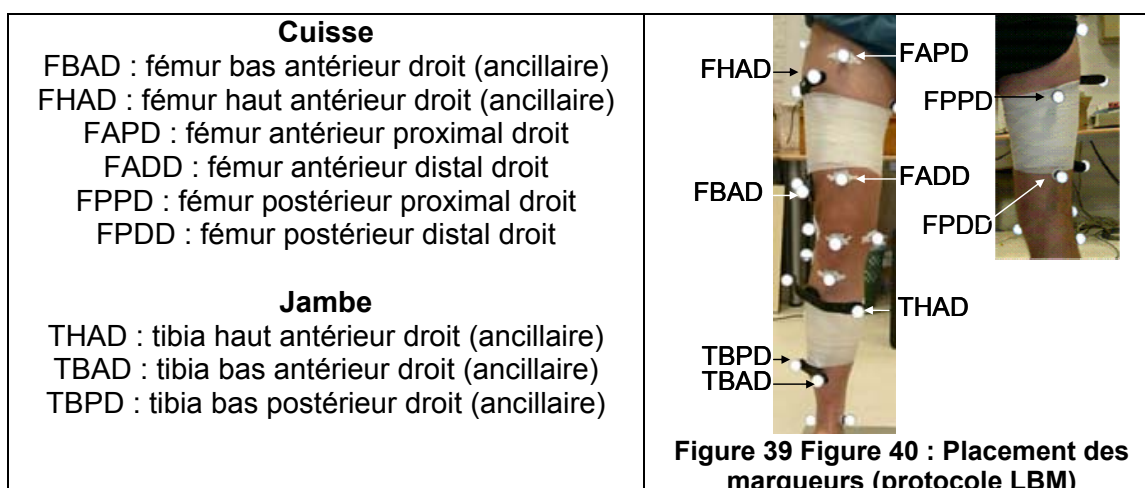 Cuisse
FBAD : fémur bas antérieur droit (ancillaire)
FHAD : fémur haut antérieur droit (ancillaire)
FAPD : fémur antérieur proximal droit
FADD : fémur antérieur distal droit
FPPD : fémur postérieur proximal droit
FPDD : fémur postérieur distal droit
Jambe
THAD : tibia haut antérieur droit (ancillaire)
TBAD : tibia bas antérieur droit (ancillaire)
TBPD : tibia bas postérieur droit (ancillaire)
FAPD
FHAD
FPPD
FADD
FBAD
FPDD
THAD
TBPD
TBAD
Figure 39 Figure 40 : Placement des
marqueurs (protocole LBM)